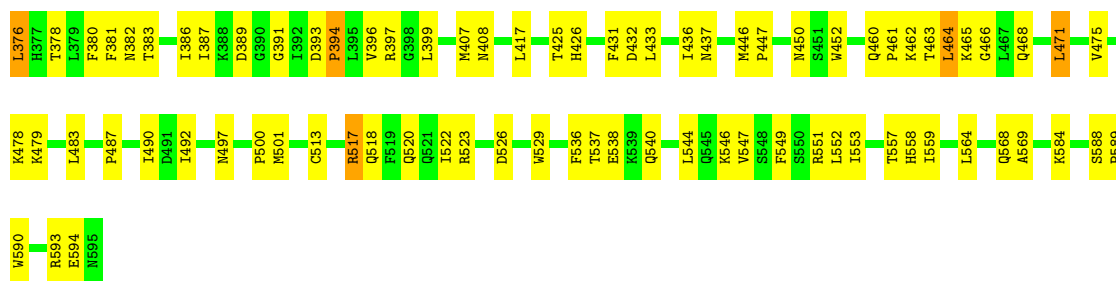 L376 H377 T378 L379 F380 F381 N382 T383 I386 I387 K388 D389 G390 G391 I392 D393 P394 L395 V396 R397 G398 L399 M407 N408 L417 T425 H426 F431 D432 L433 I436 N437 M446 P447 N450 S451 W452 Q460 P461 K462 T463 L464 K465 G466 L467 Q468 L471 V475
K478 K479 L483 P487 I490 D491 I492 N497 P500 M501 C513 R517 Q518 F519 Q520 Q521 I522 R523 D526 W529 F536 T537 E538 K539 Q540 L544 Q545 K546 V547 S548 F549 S550 R551 L552 I553 T557 H558 I559 L564 Q568 A569 K584 S588 P589
W590 R593 E594 N595